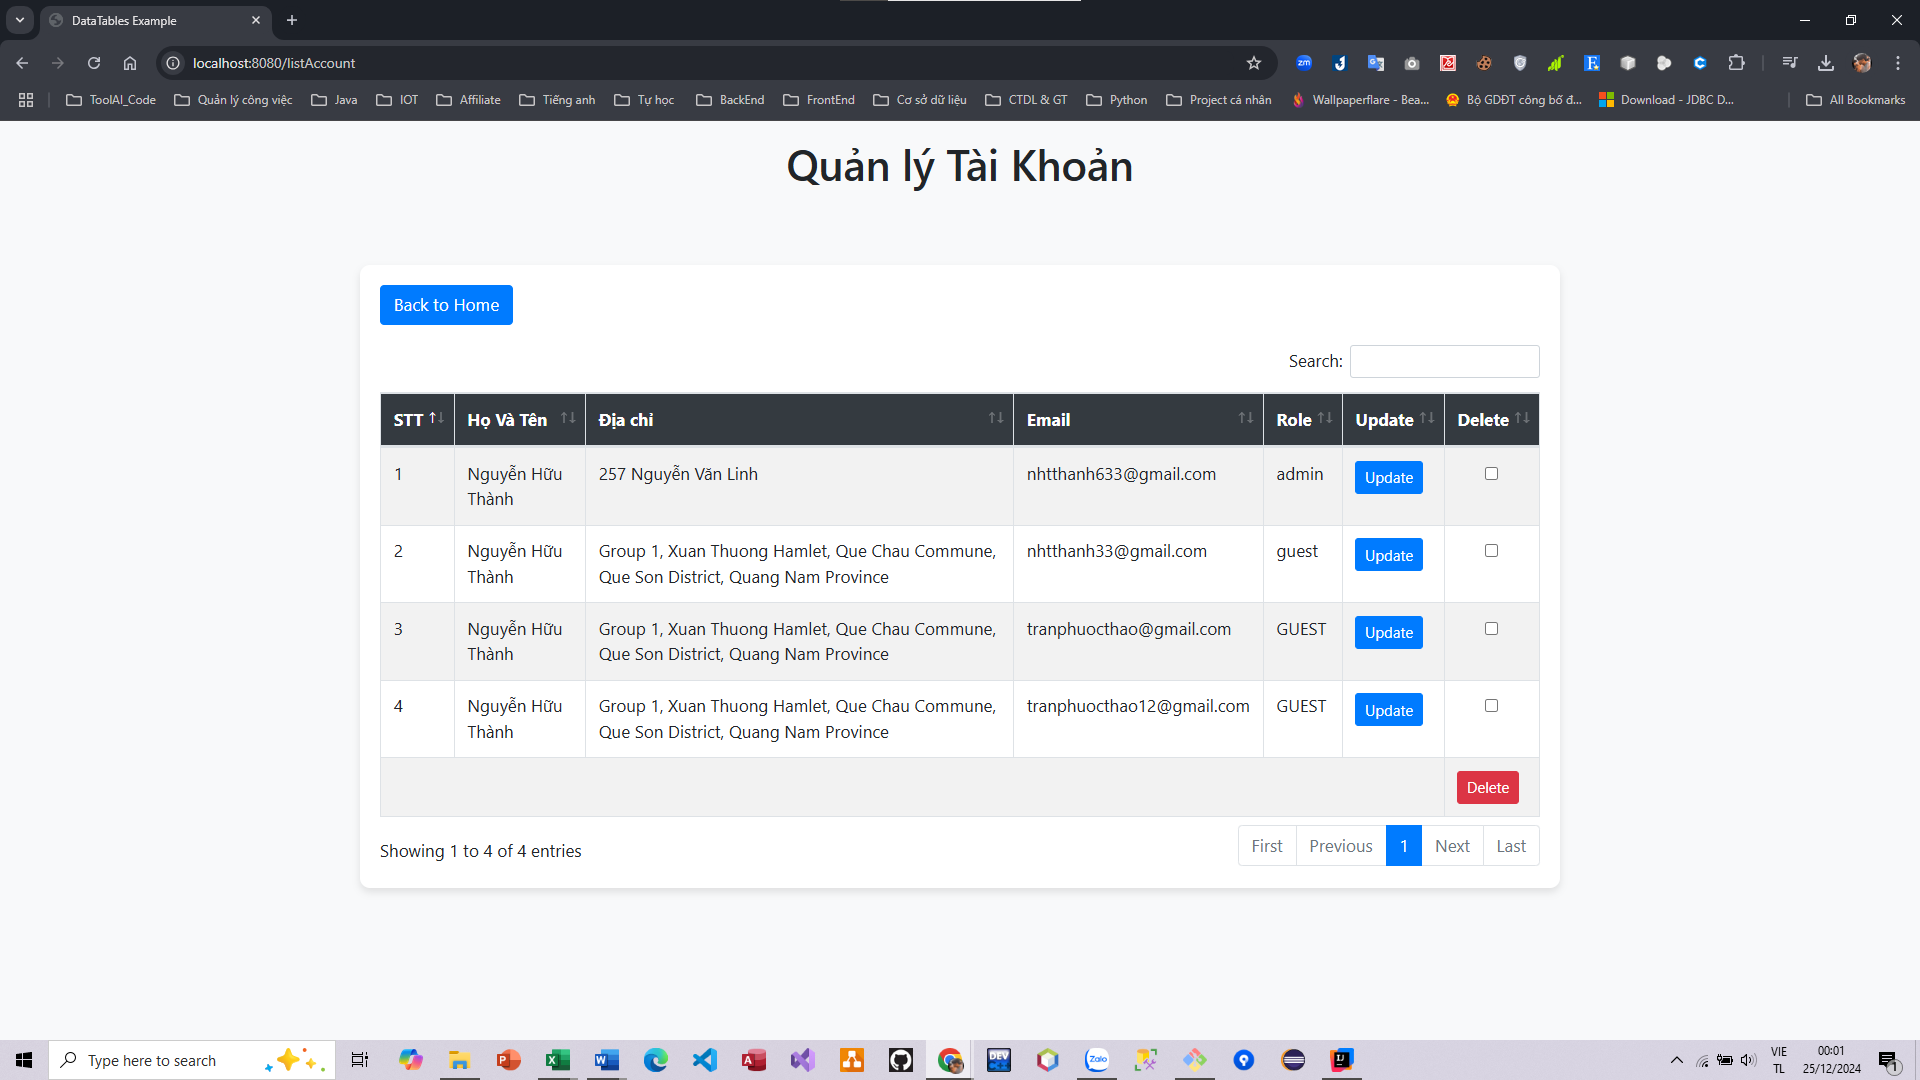 DataTables Example
localhost:8080/listAccount
ToolAI_Code Quản lý công việc Java IOT Affiliate Tiếng anh Tự học BackEnd FrontEnd Cơ sở dữ liệu CTDL & GT Python Project cá nhân Wallpaperflare - Bea... Bộ GDĐT công bố đ... Download - JDBC D... All Bookmarks
Quản lý Tài Khoản
Back to Home
Search:
STT Họ Và Tên Địa chỉ Email Role Update Delete
1 Nguyễn Hữu 257 Nguyễn Văn Linh nhtthanh633@gmail.com admin Update
Thành
2 Nguyễn Hữu Group 1, Xuan Thuong Hamlet, Que Chau Commune, nhtthanh33@gmail.com guest Update
Thành Que Son District, Quang Nam Province
3 Nguyễn Hữu Group 1, Xuan Thuong Hamlet, Que Chau Commune, tranphuocthao@gmail.com GUEST Update
Thành Que Son District, Quang Nam Province
4 Nguyễn Hữu Group 1, Xuan Thuong Hamlet, Que Chau Commune, tranphuocthao12@gmail.com GUEST Update
Thành Que Son District, Quang Nam Province
Delete
Showing 1 to 4 of 4 entries First Previous 1 Next Last
Type here to search
VIE 00:01
TL 25/12/2024